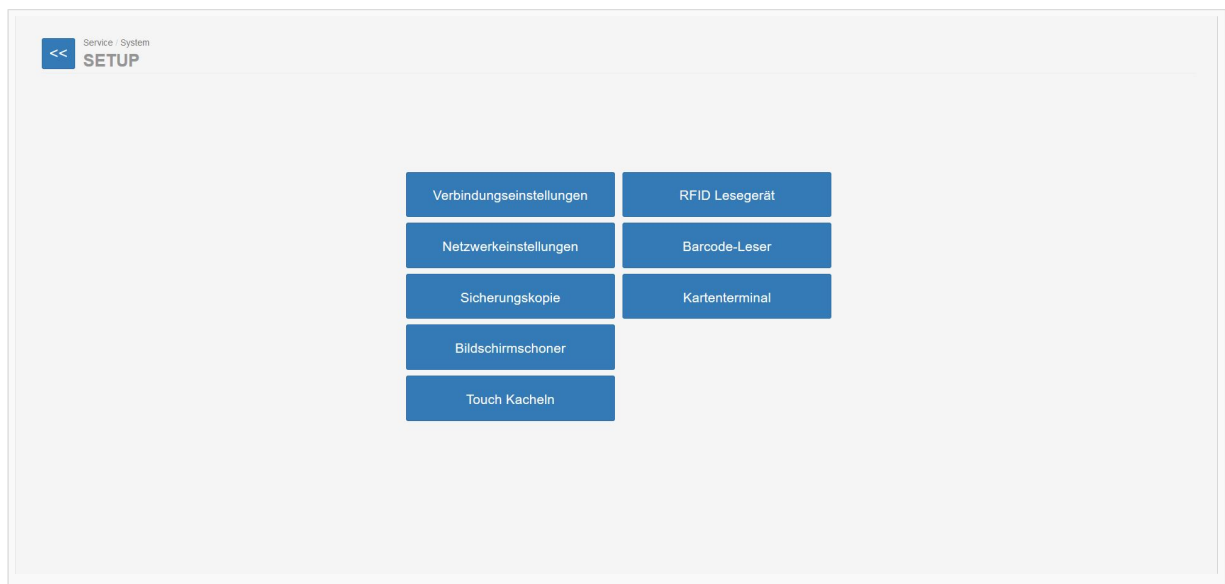 <<
Service / System
SETUP
Verbindungseinstellungen
RFID Lesegerät
Netzwerkeinstellungen
Barcode-Leser
Sicherungskopie
Kartenterminal
Bildschirmschoner
Touch Kacheln